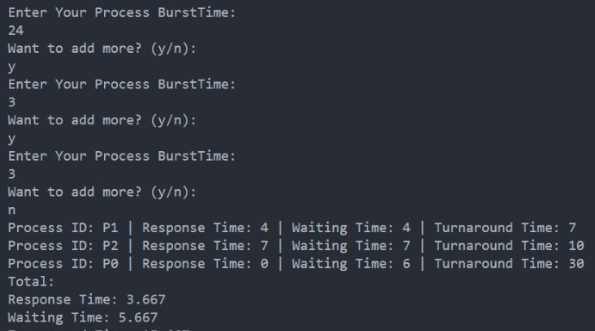 Enter Your Process BurstTime:
24
Want to add more? (y/n):
y
Enter Your Process BurstTime:
3
Want to add more? (y/n):
y
Enter Your Process BurstTime:
3
Want to add more? (y/n):
n
Process ID: P1 | Response Time: 4 | Waiting Time: 4 | Turnaround Time: 7
Process ID: P2 | Response Time: 7 | Waiting Time: 7 | Turnaround Time: 10
Process ID: P0 | Response Time: 0 | Waiting Time: 6 | Turnaround Time: 30
Total:
Response Time: 3.667
Waiting Time: 5.667